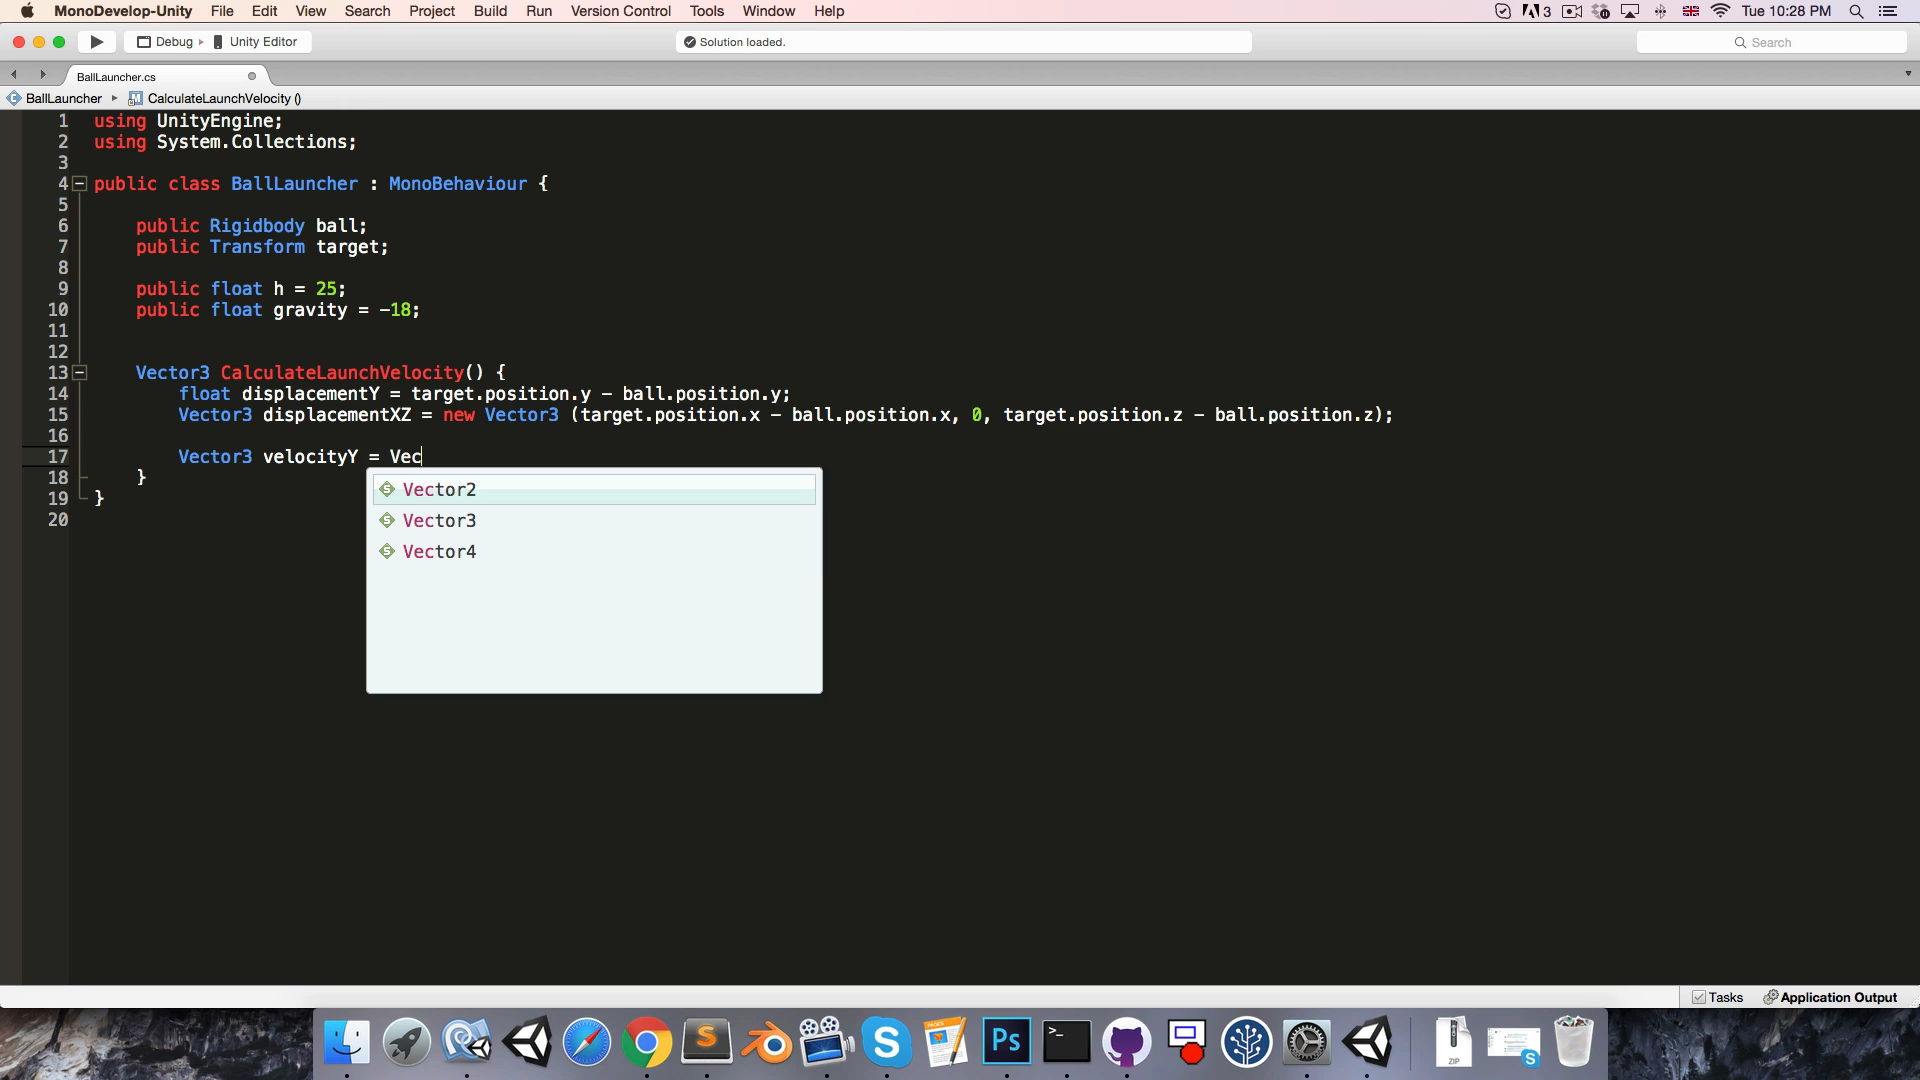 MonoDevelop-Unity File Edit View Search Project Build Run Version Control Tools Window Help 3 Tue 10:28 PM
Debug Unity Editor Solution loaded. Search
BallLauncher.cs
BallLauncher CalculateLaunchVelocity ()
1 using UnityEngine;
2 using System.Collections;
3
4 public class BallLauncher : MonoBehaviour {
5
6 public Rigidbody ball;
7 public Transform target;
8
9 public float h = 25;
10 public float gravity = -18;
11
12
13 Vector3 CalculateLaunchVelocity() {
14 float displacementY = target.position.y - ball.position.y;
15 Vector3 displacementXZ = new Vector3 (target.position.x - ball.position.x, 0, target.position.z - ball.position.z);
16
17 Vector3 velocityY = Vec
18 }
19 }
20
Vector2
Vector3
Vector4
Tasks Application Output
PAGES
Ps
>_
ZIP
S